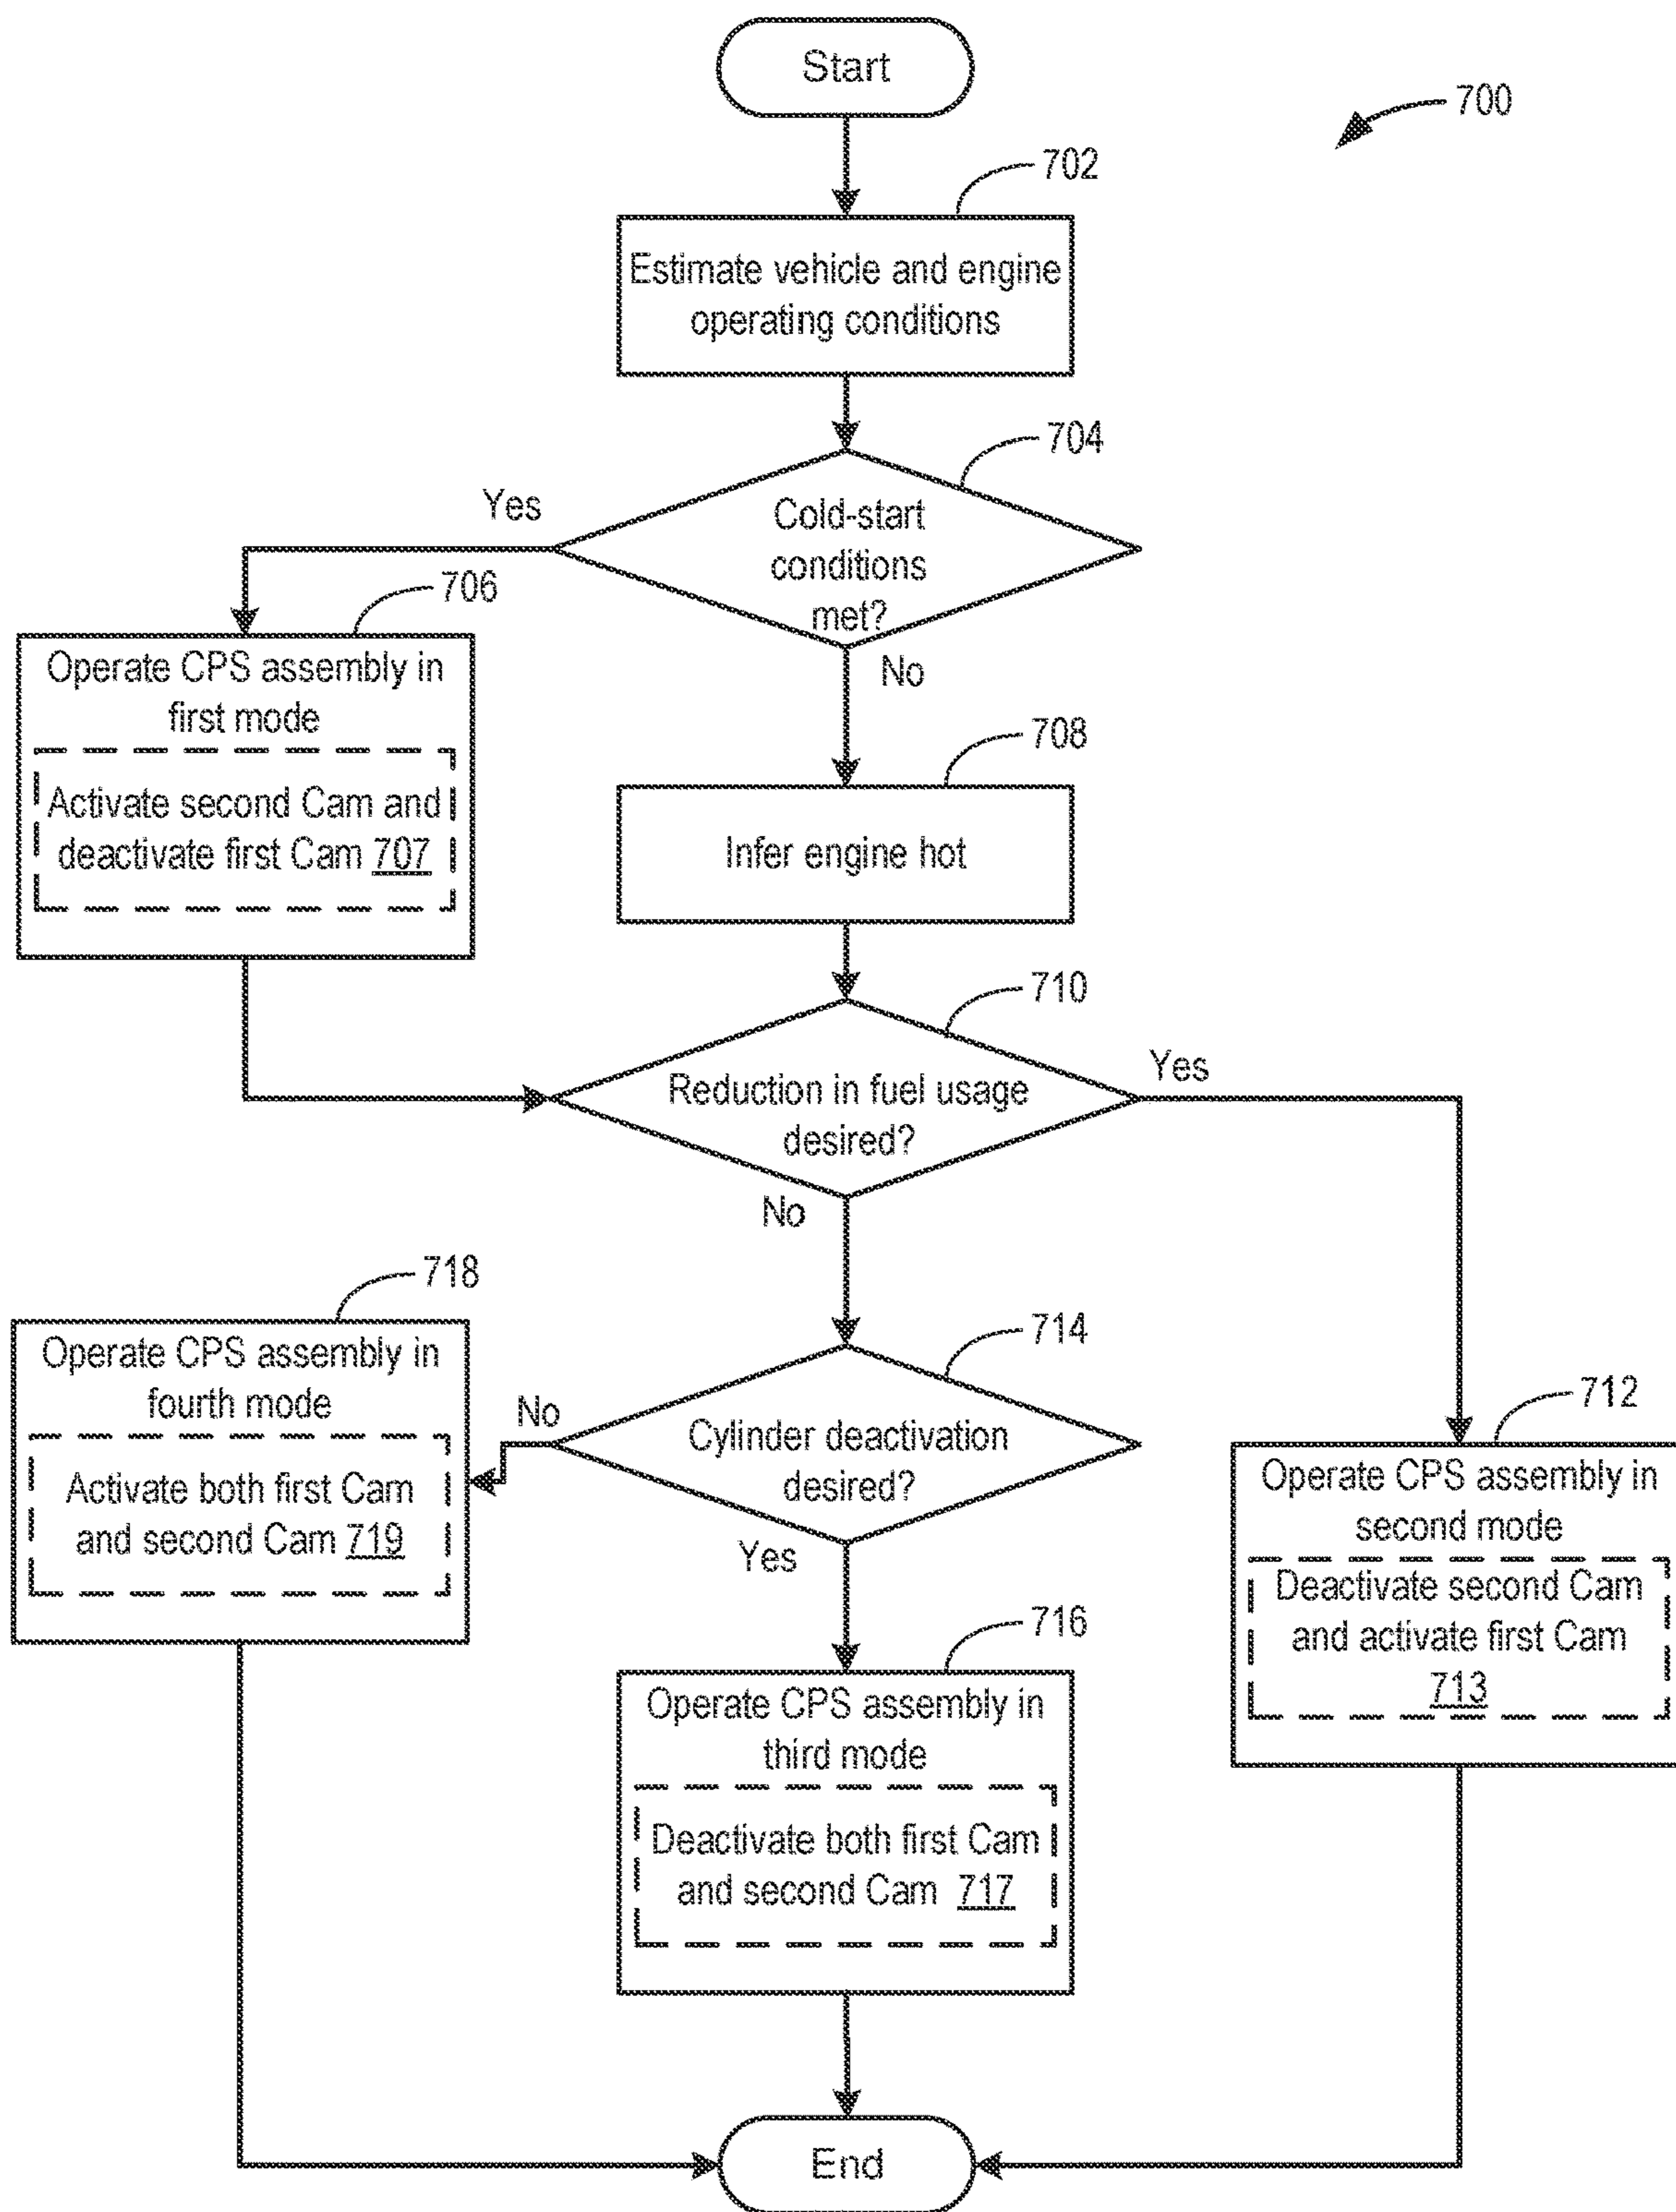 Start
700
702
Estimate vehicle and engine
operating conditions
704
Yes
Cold-start
conditions
met?
706
No
Operate CPS assembly in
first mode
Activate second Cam and
deactivate first Cam 707
708
Infer engine hot
710
Yes
Reduction in fuel usage
desired?
No
718
714
Operate CPS assembly in
fourth mode
No
Activate both first Cam
and second Cam 719
Cylinder deactivation
desired?
712
Operate CPS assembly in
second mode
Yes
Deactivate second Cam
and activate first Cam
713
716
Operate CPS assembly in
third mode
Deactivate both first Cam
and second Cam 717
End